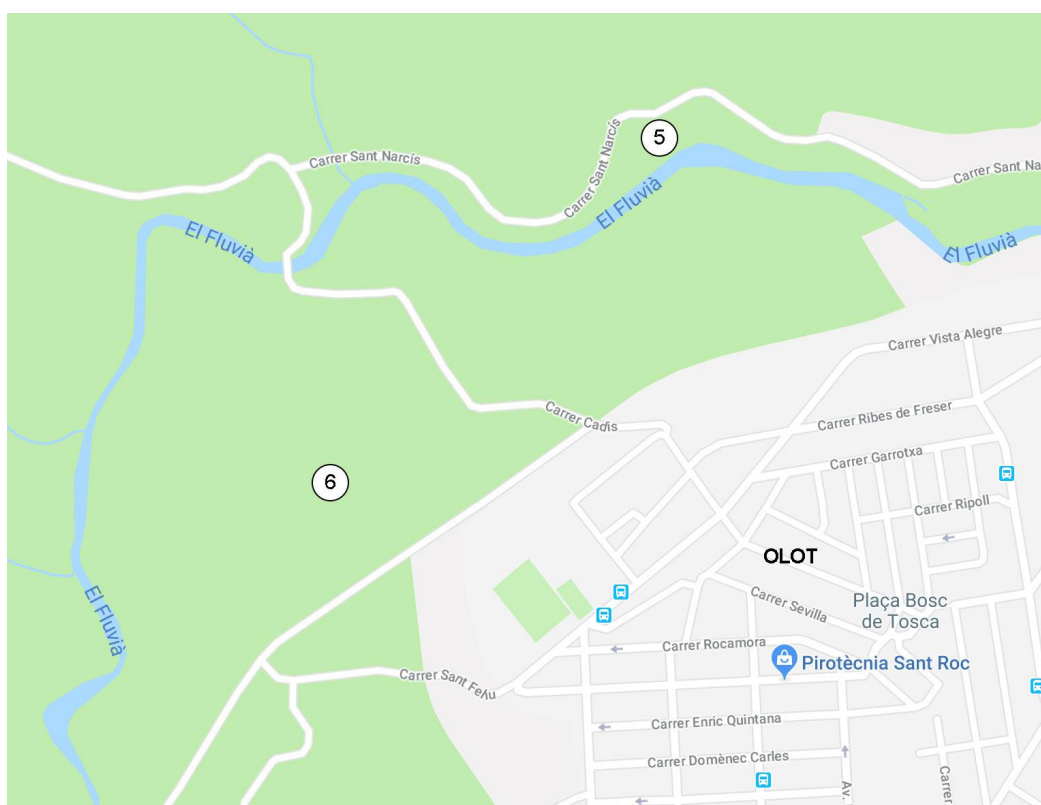 5
Carrer Sant Narcís
Carrer Sant Narcís
Carrer Sant Na
El Fluvià
El Fluvià
El Fluvià
Carrer Vista Alegre
Carrer Cadis
Carrer Ribes de Freser
Carrer Garrotxa
6
Carrer Ripoll
OLOT
El Fluvià
Carrer Sevilla
Plaça Bosc
de Tosca
Carrer Rocamora
Pirotècnia Sant Roc
Carrer Sant Feliu
Carrer Enric Quintana
Carrer Domènec Carles
Av.
Carrer